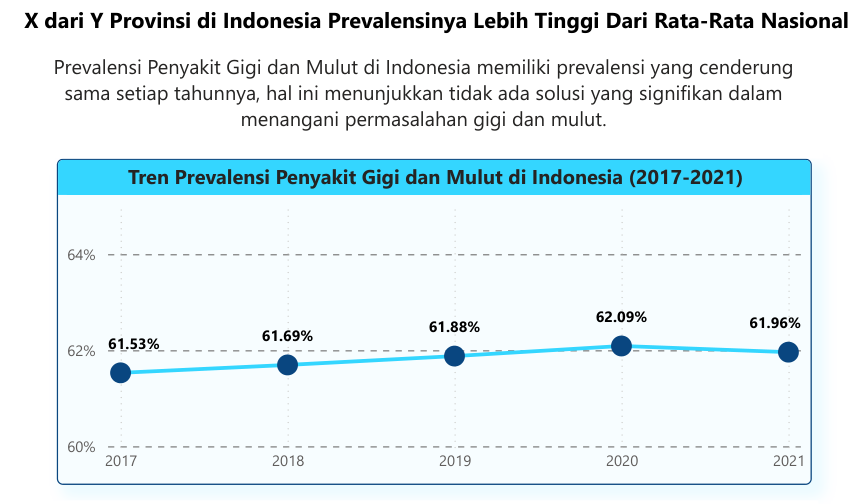 X dari Y Provinsi di Indonesia Prevalensinya Lebih Tinggi Dari Rata-Rata Nasional
Prevalensi Penyakit Gigi dan Mulut di Indonesia memiliki prevalensi yang cenderung
sama setiap tahunnya, hal ini menunjukkan tidak ada solusi yang signifikan dalam
menangani permasalahan gigi dan mulut.
Tren Prevalensi Penyakit Gigi dan Mulut di Indonesia (2017-2021)
64%
62%
60%
61.53%
61.69%
61.88%
62.09%
61.96%
2017
2018
2019
2020
2021